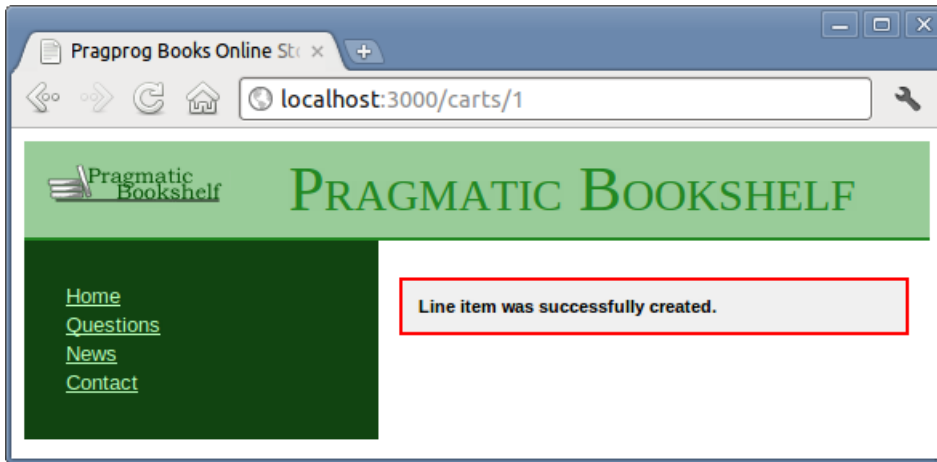 Pragprog Books Online Sto
localhost:3000/carts/1
Pragmatic
Bookshelf
PRAGMATIC BOOKSHELF
Home
Questions
News
Contact
Line item was successfully created.